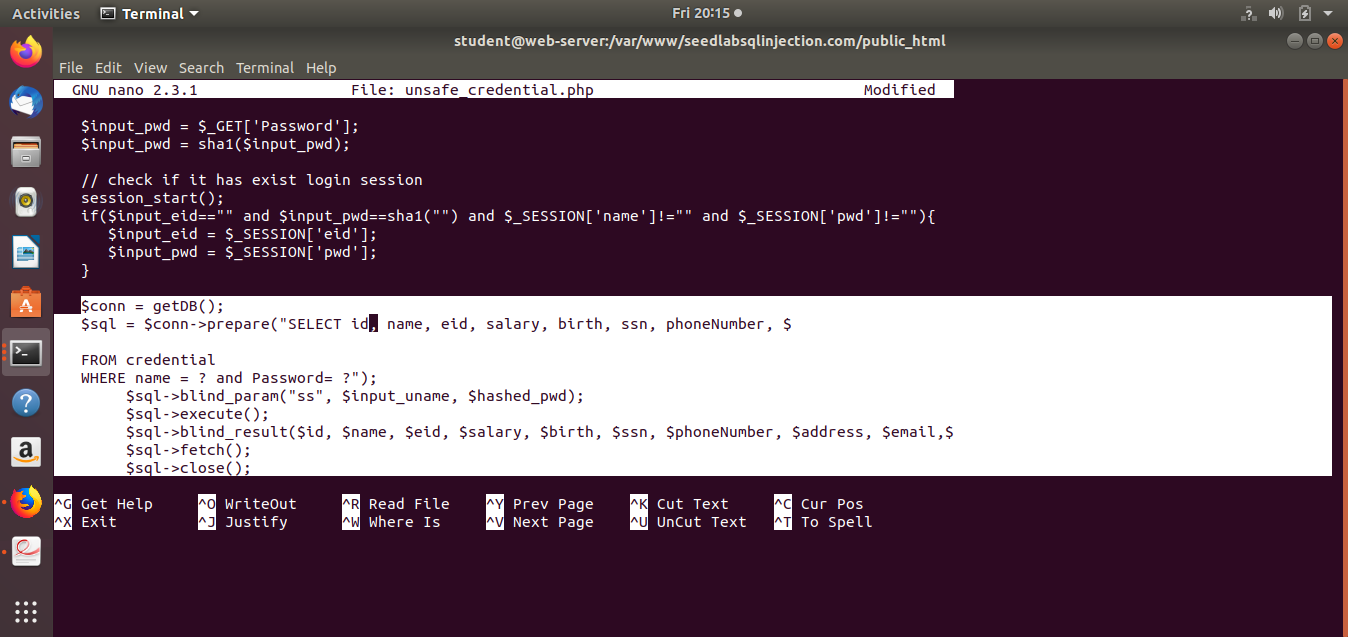 Activities Terminal Fri 20:15
student@web-server:/var/www/seedlabsqlinjection.com/public_html
File Edit View Search Terminal Help
GNU nano 2.3.1 File: unsafe_credential.php Modified
$input_pwd = $_GET['Password'];
$input_pwd = sha1($input_pwd);
// check if it has exist login session
session_start();
if($input_eid=="" and $input_pwd==sha1("") and $_SESSION['name']!="" and $_SESSION['pwd']!=""){
$input_eid = $_SESSION['eid'];
$input_pwd = $_SESSION['pwd'];
}
$conn = getDB();
$sql = $conn->prepare("SELECT id, name, eid, salary, birth, ssn, phoneNumber, $
FROM credential
WHERE name = ? and Password= ?");
$sql->blind_param("ss", $input_uname, $hashed_pwd);
$sql->execute();
$sql->blind_result($id, $name, $eid, $salary, $birth, $ssn, $phoneNumber, $address, $email,$
$sql->fetch();
$sql->close();
^G Get Help ^O WriteOut ^R Read File ^Y Prev Page ^K Cut Text ^C Cur Pos
^X Exit ^J Justify ^W Where Is ^V Next Page ^U UnCut Text ^T To Spell